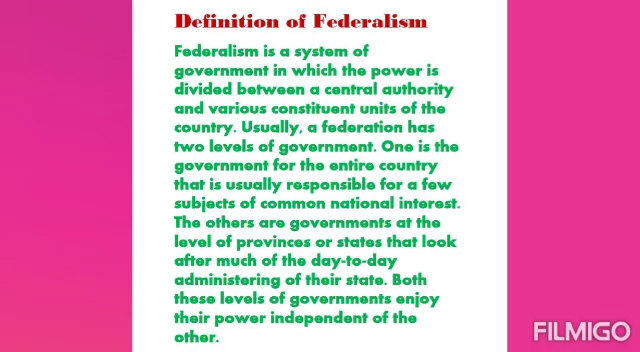 Definition of Federalism
Federalism is a system of
government in which the power is
divided between a central authority
and various constituent units of the
country. Usually, a federation has
two levels of government. One is the
government for the entire country
that is usually responsible for a few
subjects of common national interest.
The others are governments at the
level of provinces or states that look
after much of the day-to-day
administering of their state. Both
these levels of governments enjoy
their power independent of the
other.
FILMIGO